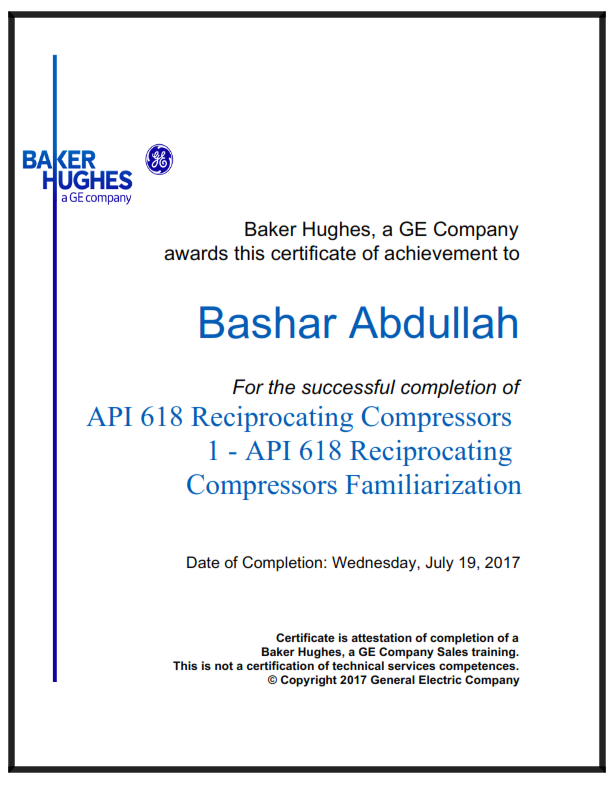 BAKER
HUGHES
a GE company
GE
Baker Hughes, a GE Company
awards this certificate of achievement to
Bashar Abdullah
For the successful completion of
API 618 Reciprocating Compressors
1 - API 618 Reciprocating
Compressors Familiarization
Date of Completion: Wednesday, July 19, 2017
Certificate is attestation of completion of a
Baker Hughes, a GE Company Sales training.
This is not a certification of technical services competences.
© Copyright 2017 General Electric Company